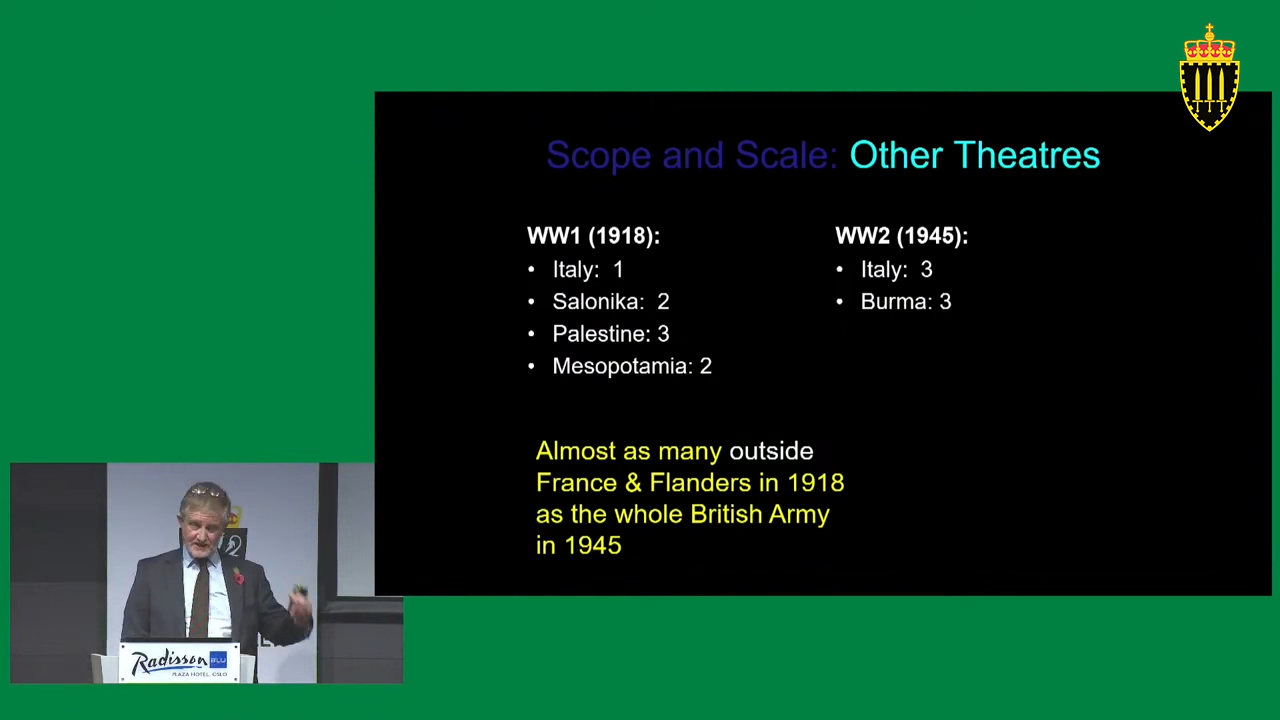 Scope and Scale: Other Theatres
WW1 (1918):
• Italy: 1
• Salonika: 2
• Palestine: 3
• Mesopotamia: 2
WW2 (1945):
• Italy: 3
• Burma: 3
Almost as many outside
France & Flanders in 1918
as the whole British Army
in 1945
Radisson BLU
PLAZA HOTEL, OSLO